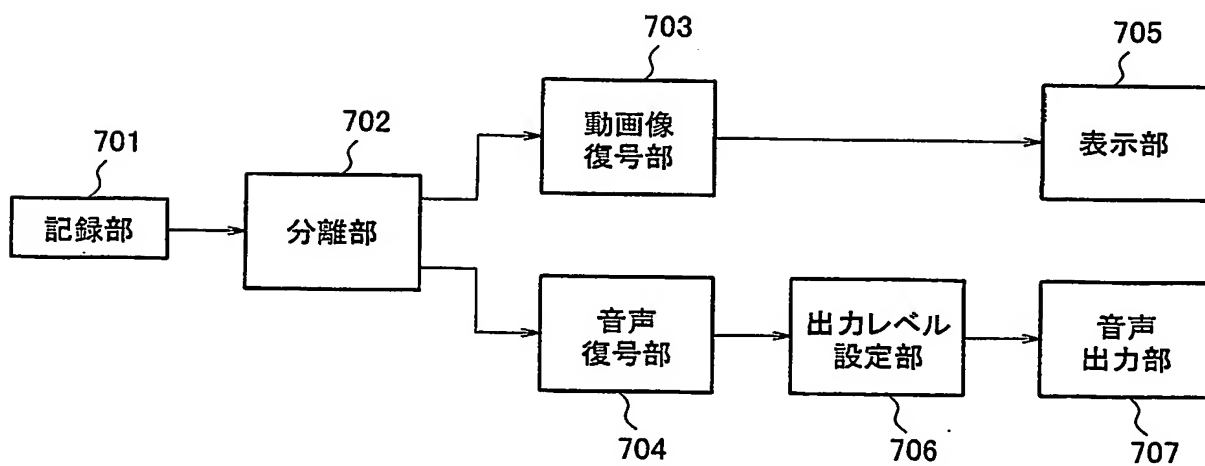 703
705
動画像
復号部
表示部
701
702
記録部
分離部
音声
復号部
出力レベル
設定部
音声
出力部
704
706
707